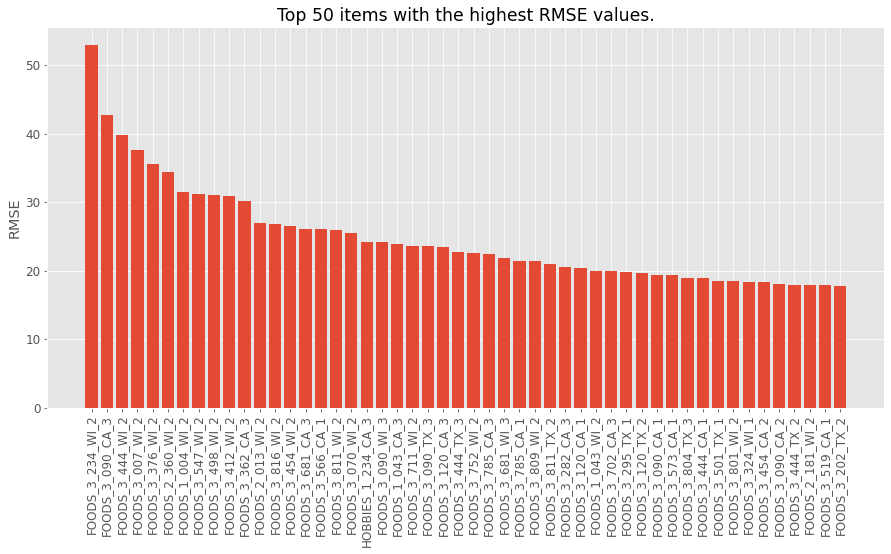 Top 50 items with the highest RMSE values.
RMSE
50
40
30
20
10
0
FOODS_3_234_WI_2
FOODS_3_090_CA_3
FOODS_3_444_WI_2
FOODS_3_007_WI_2
FOODS_3_376_WI_2
FOODS_2_360_WI_2
FOODS_1_004_WI_2
FOODS_3_547_WI_2
FOODS_3_498_WI_2
FOODS_3_412_WI_2
FOODS_3_362_CA_3
FOODS_2_013_WI_2
FOODS_3_816_WI_2
FOODS_3_454_WI_2
FOODS_3_681_CA_3
FOODS_3_566_CA_1
FOODS_3_811_WI_2
FOODS_3_070_WI_2
HOBBIES_1_234_CA_3
FOODS_3_090_WI_3
FOODS_1_043_CA_3
FOODS_3_711_WI_2
FOODS_3_090_TX_3
FOODS_3_120_CA_3
FOODS_3_444_TX_3
FOODS_3_752_WI_2
FOODS_3_785_CA_3
FOODS_3_681_WI_3
FOODS_3_785_CA_1
FOODS_3_809_WI_2
FOODS_3_811_TX_2
FOODS_3_282_CA_3
FOODS_3_120_CA_1
FOODS_1_043_WI_2
FOODS_3_702_CA_3
FOODS_3_295_TX_1
FOODS_3_120_TX_2
FOODS_3_090_CA_1
FOODS_3_573_CA_1
FOODS_3_804_TX_3
FOODS_3_444_CA_1
FOODS_3_501_TX_1
FOODS_3_801_WI_2
FOODS_3_324_WI_1
FOODS_3_454_CA_2
FOODS_3_090_CA_2
FOODS_3_444_TX_2
FOODS_2_181_WI_2
FOODS_3_519_CA_1
FOODS_3_202_TX_2